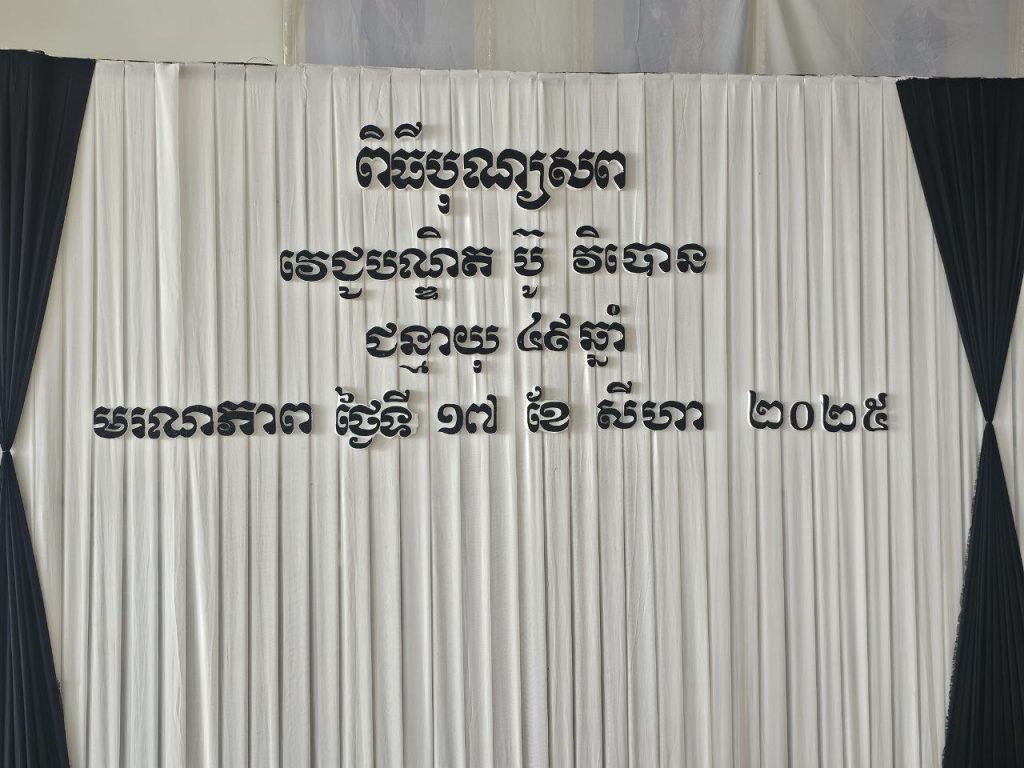 ពិធីបុណ្យសព
វេជ្ជបណ្ឌិត ប៊ូ វិបោន
ជន្មាយុ ៤៩ ឆ្នាំ
មរណភាព ថ្ងៃទី ១៧ ខែ សីហា ២០២៥